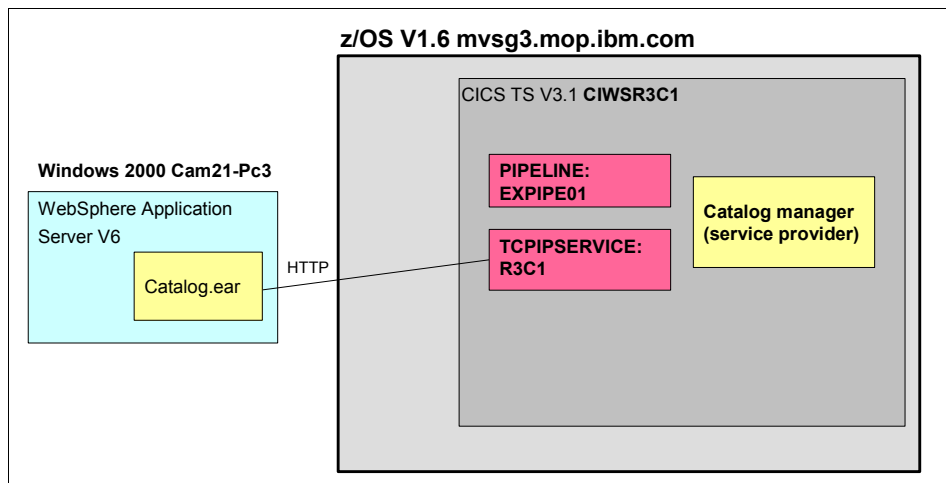 z/OS V1.6 mvsg3.mop.ibm.com
CICS TS V3.1 CIWSR3C1
Windows 2000 Cam21-Pc3
WebSphere Application
Server V6
Catalog.ear
HTTP
PIPELINE:
EXPIPE01
TCPIPSERVICE:
R3C1
Catalog manager
(service provider)